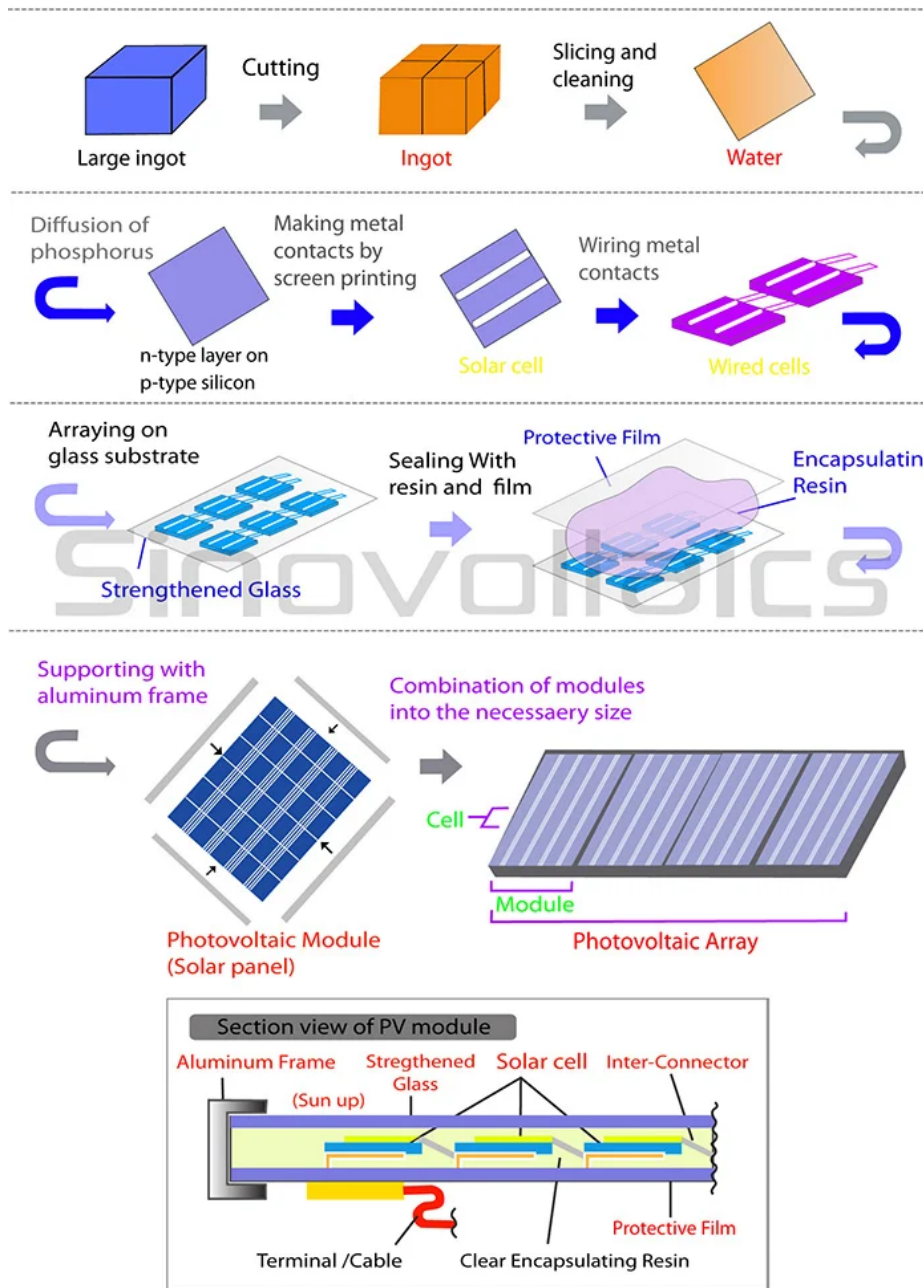 Large ingot
Cutting
Ingot
Slicing and
cleaning
Water
Diffusion of
phosphorus
n-type layer on
p-type silicon
Making metal
contacts by
screen printing
Solar cell
Wiring metal
contacts
Wired cells
Arraying on
glass substrate
Strengthened Glass
Sealing With
resin and film
Protective Film
Encapsulatin
Resin
Sinovoltaics
Supporting with
aluminum frame
Photovoltaic Module
(Solar panel)
Combination of modules
into the necessaery size
Cell
Module
Photovoltaic Array
Section view of PV module
Aluminum Frame
Stregthened
Glass
Solar cell
Inter-Connector
(Sun up)
Protective Film
Terminal /Cable
Clear Encapsulating Resin